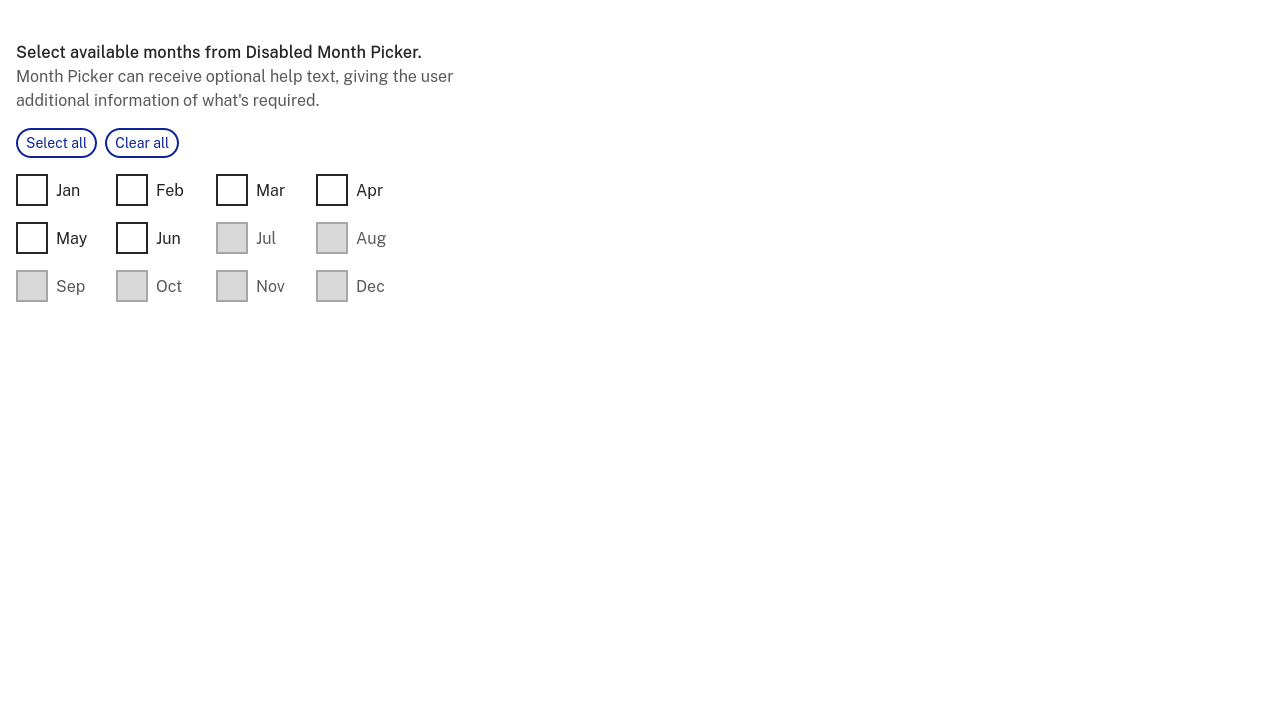 Select available months from Disabled Month Picker.
Month Picker can receive optional help text, giving the user
additional information of what's required.
Select all Clear all
Jan Feb Mar Apr
May Jun Jul Aug
Sep Oct Nov Dec